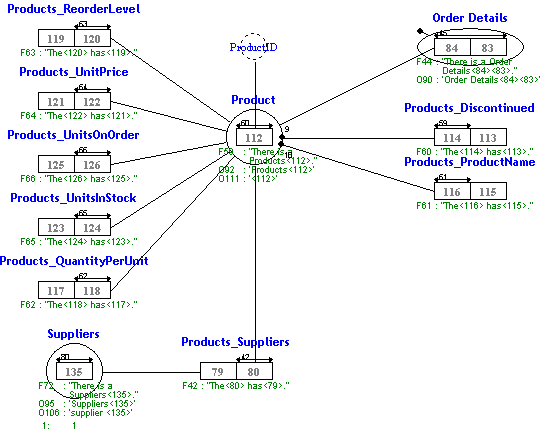 Products_ReorderLevel
63
119 120
F63 : "The<120> has<119>."
Products_UnitPrice
64
121 122
F64 : "The<122> has<121>."
Products_UnitsOnOrder
66
125 126
F66 : "The<126> has<125>."
Products_UnitsInStock
65
123 124
F65 : "The<124> has<123>."
Products_QuantityPerUnit
62
117 118
F62 : "The<118> has<117>."
Suppliers
80
135
F72 : "There is a
Suppliers<135>."
O95 : 'Suppliers<135>'
O106 : 'supplier <135>'
1: 1
ProductID
Product
60
112
9
10
F59 : "There is a
Products<112>."
O92 : 'Products<112>'
O111 : '<112>'
Products_Suppliers
42
79 80
F42 : "The<80> has<79>."
Order Details
84 83
F44 : "There is a Order
Details<84><83>."
O90 : 'Order Details<84><83>'
Products_Discontinued
59
114 113
F60 : "The<114> has<113>."
Products_ProductName
61
116 115
F61 : "The<116> has<115>."